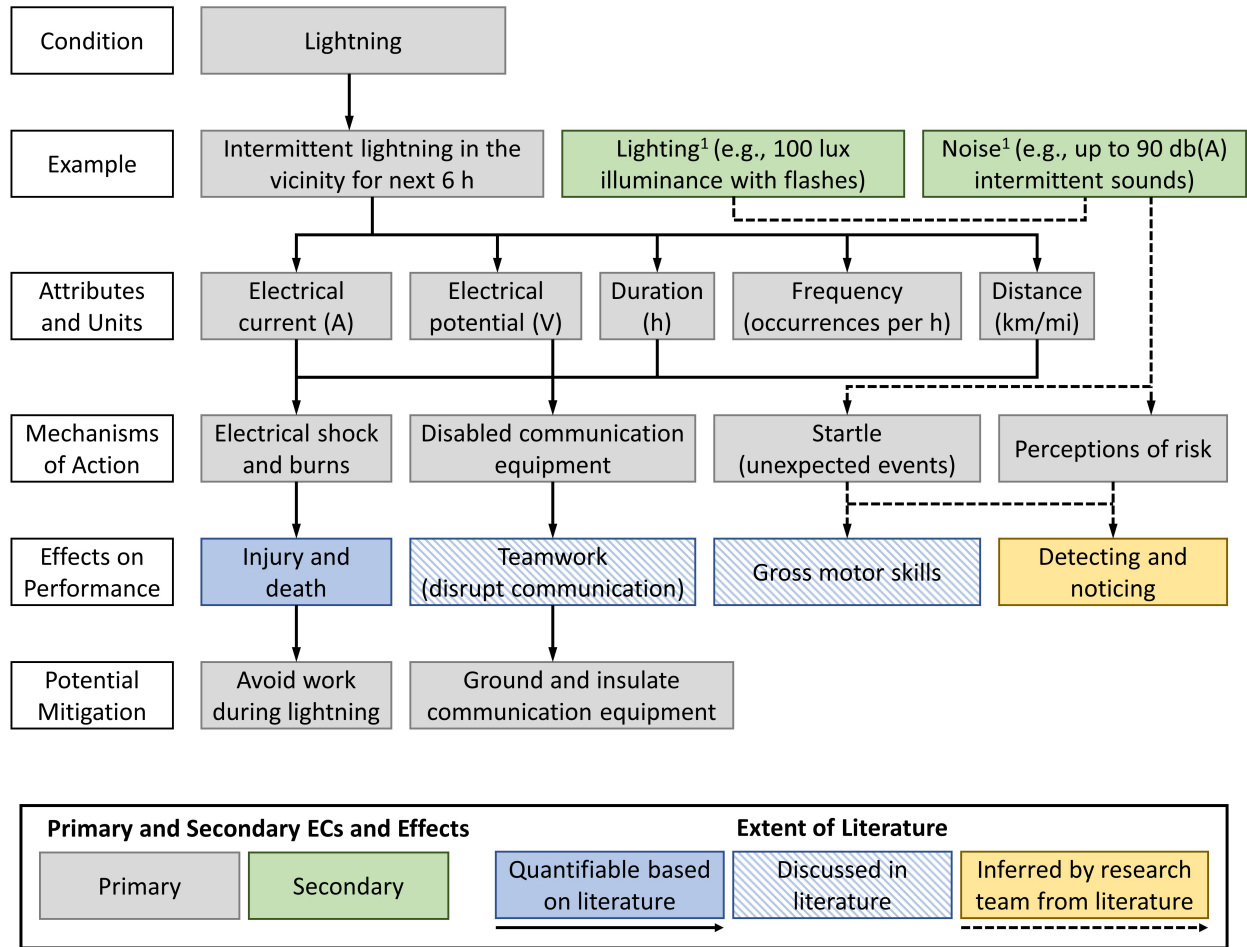 Condition
Lightning
Example
Intermittent lightning in the
vicinity for next 6 h
Lighting¹ (e.g., 100 lux
illuminance with flashes)
Noise¹ (e.g., up to 90 db(A)
intermittent sounds)
Attributes
and Units
Electrical
current (A)
Electrical
potential (V)
Duration
(h)
Frequency
(occurrences per h)
Distance
(km/mi)
Mechanisms
of Action
Electrical shock
and burns
Disabled communication
equipment
Startle
(unexpected events)
Perceptions of risk
Effects on
Performance
Injury and
death
Teamwork
(disrupt communication)
Gross motor skills
Detecting and
noticing
Potential
Mitigation
Avoid work
during lightning
Ground and insulate
communication equipment
Primary and Secondary ECs and Effects
Primary
Secondary
Extent of Literature
Quantifiable based
on literature
Discussed in
literature
Inferred by research
team from literature